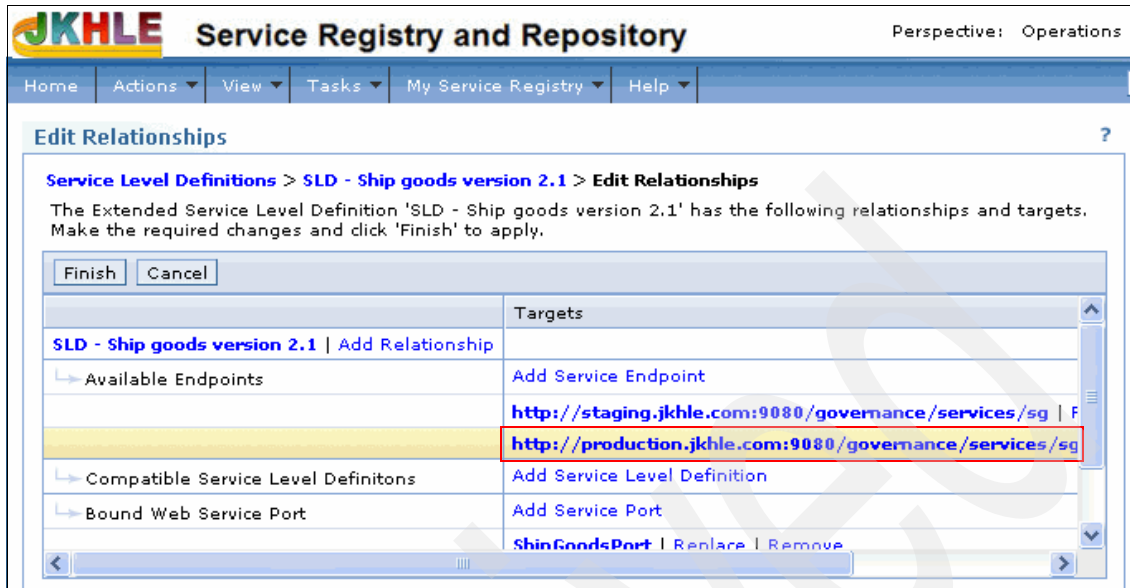 JKHLE Service Registry and Repository Perspective: Operations
Home Actions View Tasks My Service Registry Help
Edit Relationships ?
Service Level Definitions > SLD - Ship goods version 2.1 > Edit Relationships
The Extended Service Level Definition 'SLD - Ship goods version 2.1' has the following relationships and targets.
Make the required changes and click 'Finish' to apply.
Finish Cancel
Targets
SLD - Ship goods version 2.1 | Add Relationship
Available Endpoints Add Service Endpoint
http://staging.jkhle.com:9080/governance/services/sg |
http://production.jkhle.com:9080/governance/services/sg
Compatible Service Level Definitons Add Service Level Definition
Bound Web Service Port Add Service Port
ShipGoodsPort | Replace | Remove